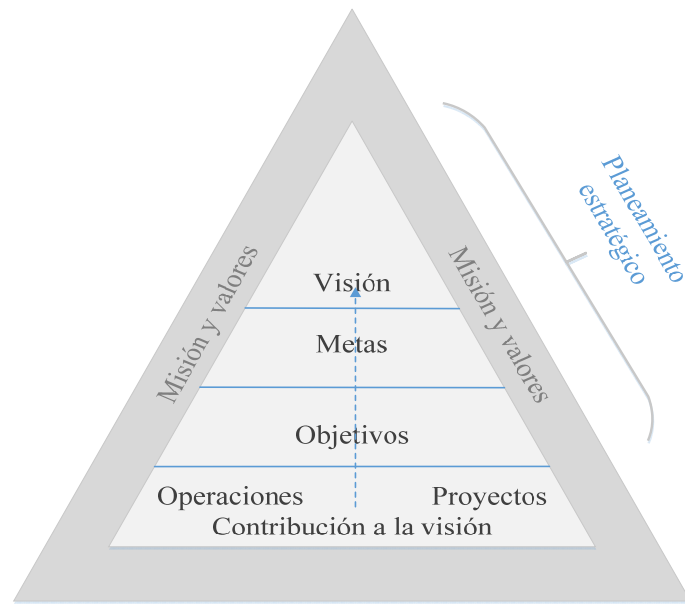 Planeamiento
estratégico
Misión y valores
Misión y valores
Visión
Metas
Objetivos
Operaciones
Proyectos
Contribución a la visión